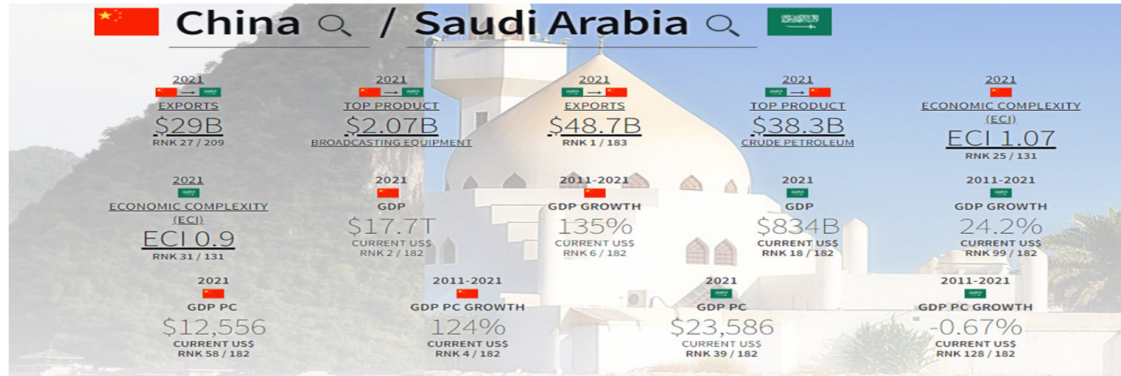 China / Saudi Arabia
2021
EXPORTS
$29B
RNK 27 / 209
2021
TOP PRODUCT
$2.07B
BROADCASTING EQUIPMENT
2021
EXPORTS
$48.7B
RNK 1 / 183
2021
TOP PRODUCT
$38.3B
CRUDE PETROLEUM
2021
ECONOMIC COMPLEXITY
(ECI)
ECI 1.07
RNK 25 / 131
2021
ECONOMIC COMPLEXITY
(ECI)
ECI 0.9
RNK 31 / 131
2021
GDP
$17.7T
CURRENT US$
RNK 2 / 182
2011-2021
GDP GROWTH
135%
CURRENT US$
RNK 6 / 182
2021
GDP
$834B
CURRENT US$
RNK 18 / 182
2011-2021
GDP GROWTH
24.2%
CURRENT US$
RNK 99 / 182
2021
GDP PC
$12,556
CURRENT US$
RNK 58 / 182
2011-2021
GDP PC GROWTH
124%
CURRENT US$
RNK 4 / 182
2021
GDP PC
$23,586
CURRENT US$
RNK 39 / 182
2011-2021
GDP PC GROWTH
-0.67%
CURRENT US$
RNK 128 / 182